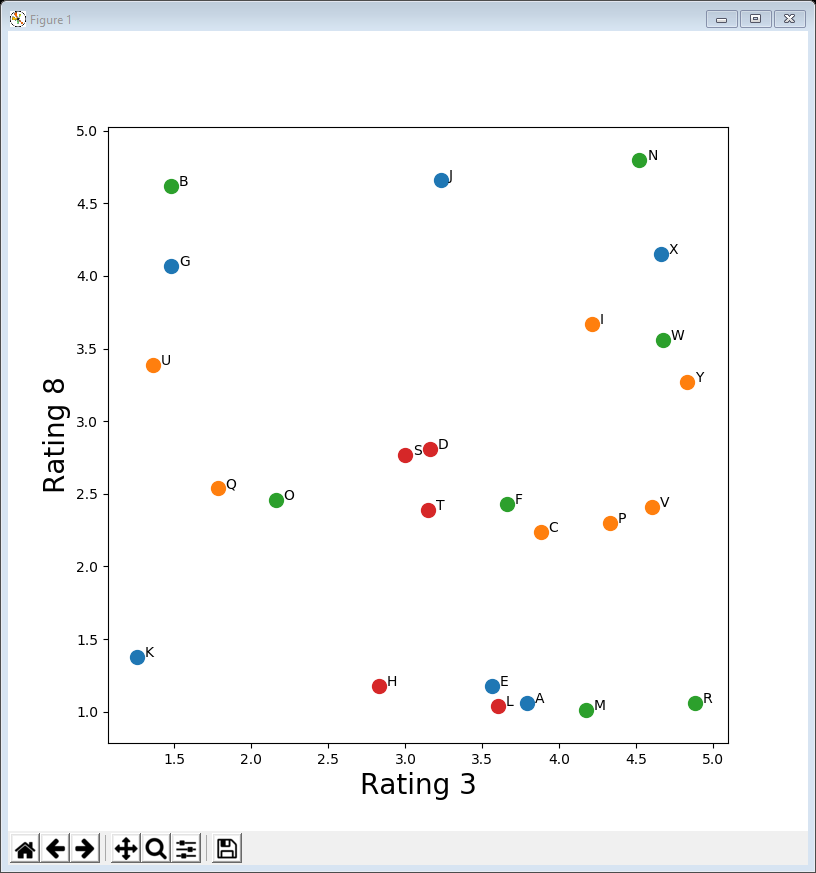 Figure 1
5.0
N
B
J
4.5
X
G
4.0
I
W
3.5
U
Y
3.0
S D
Q
O
2.5
T
F
V
P
C
2.0
1.5
K
H
E
L
A
M
R
1.0
Rating 8
1.5 2.0 2.5 3.0 3.5 4.0 4.5 5.0
Rating 3